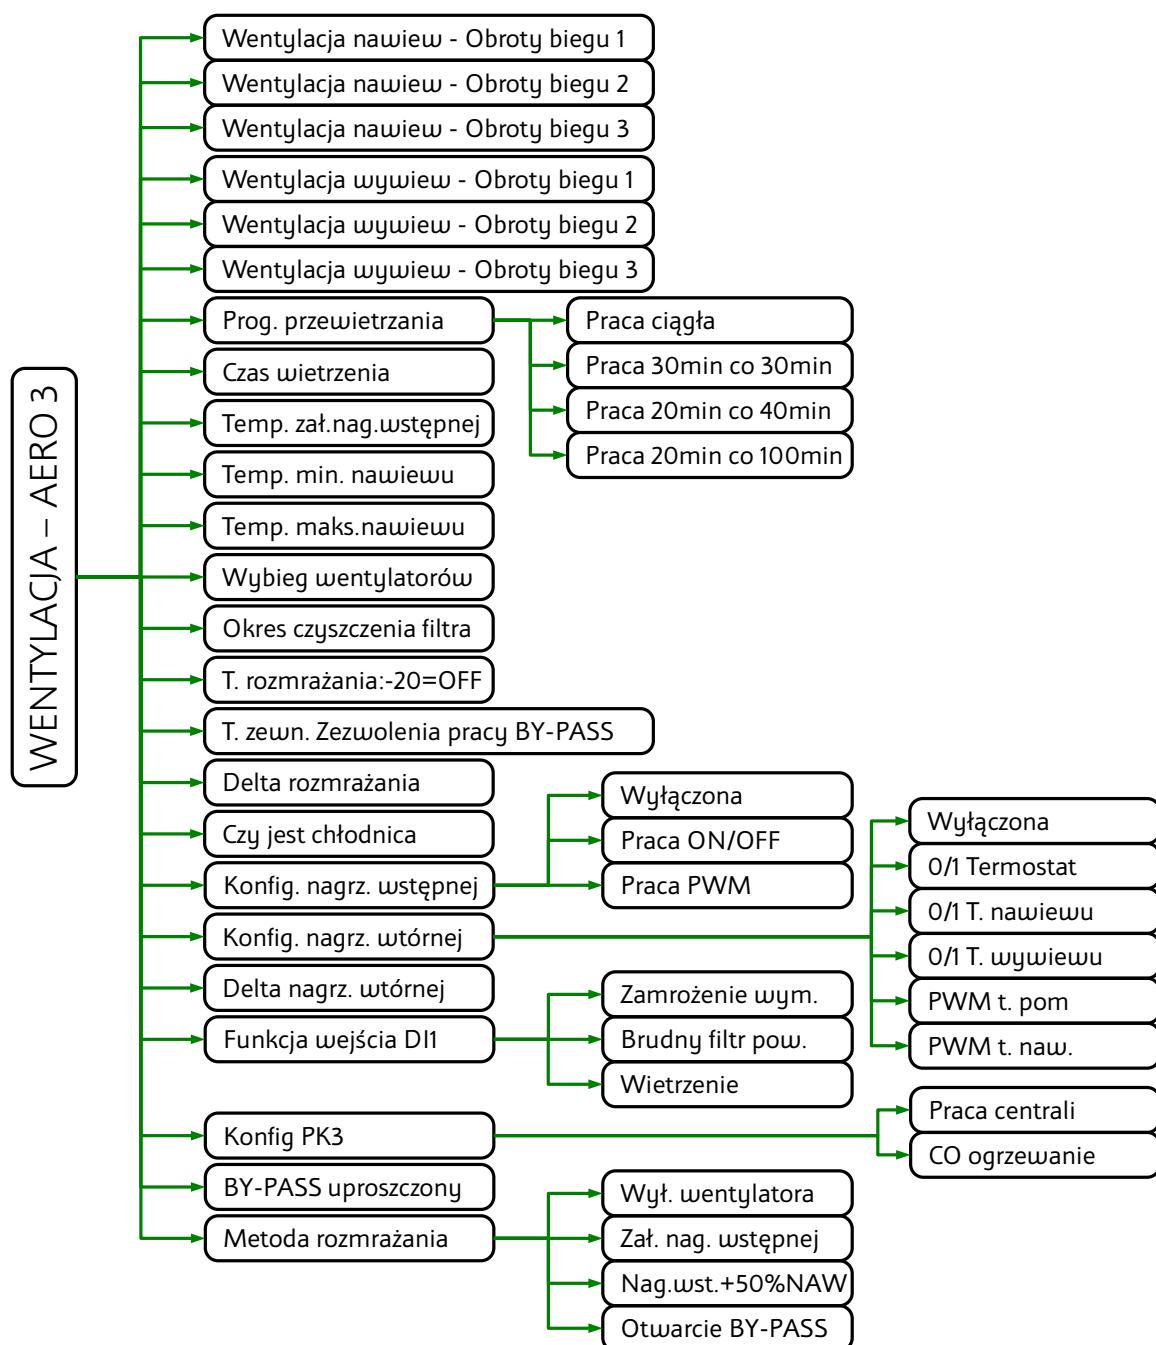 WENTYLACJA – AERO 3
Wentylacja nawiew - Obroty biegu 1
Wentylacja nawiew - Obroty biegu 2
Wentylacja nawiew - Obroty biegu 3
Wentylacja wywiew - Obroty biegu 1
Wentylacja wywiew - Obroty biegu 2
Wentylacja wywiew - Obroty biegu 3
Prog. przewietrzania
Praca ciągła
Praca 30min co 30min
Praca 20min co 40min
Praca 20min co 100min
Czas wietrzenia
Temp. zał.nag.wstępnej
Temp. min. nawiewu
Temp. maks.nawiewu
Wybieg wentylatorów
Okres czyszczenia filtra
T. rozmrażania:-20=OFF
T. zewn. Zezwolenia pracy BY-PASS
Delta rozmrażania
Czy jest chłodnica
Konfig. nagrz. wstępnej
Wyłączona
Praca ON/OFF
Praca PWM
Konfig. nagrz. wtórnej
Wyłączona
0/1 Termostat
0/1 T. nawiewu
0/1 T. wywiewu
PWM t. pom
PWM t. naw.
Delta nagrz. wtórnej
Funkcja wejścia DI1
Zamrożenie wym.
Brudny filtr pow.
Wietrzenie
Konfig PK3
Praca centrali
CO ogrzewanie
BY-PASS uproszczony
Metoda rozmrażania
Wył. wentylatora
Zał. nag. wstępnej
Nag.wst.+50%NAW
Otwarcie BY-PASS